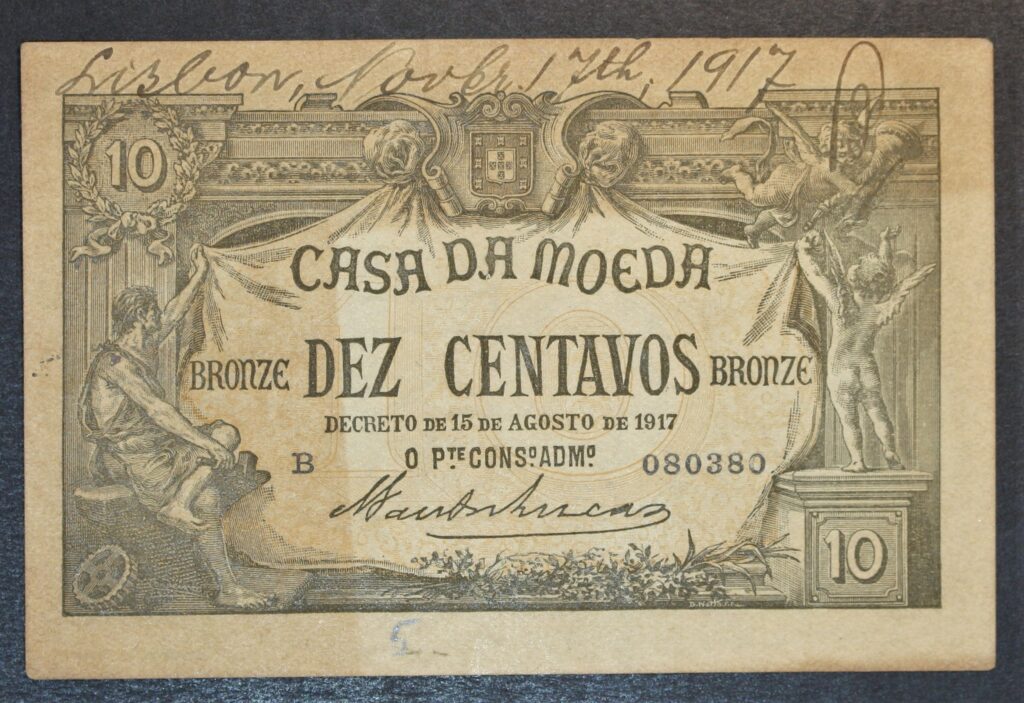 Lisbon, Novbr. 17th, 1917
10
CASA DA MOEDA
BRONZE DEZ CENTAVOS BRONZE
DECRETO DE 15 DE AGOSTO DE 1917
B O PTE CONSO. ADMO. 080380
10